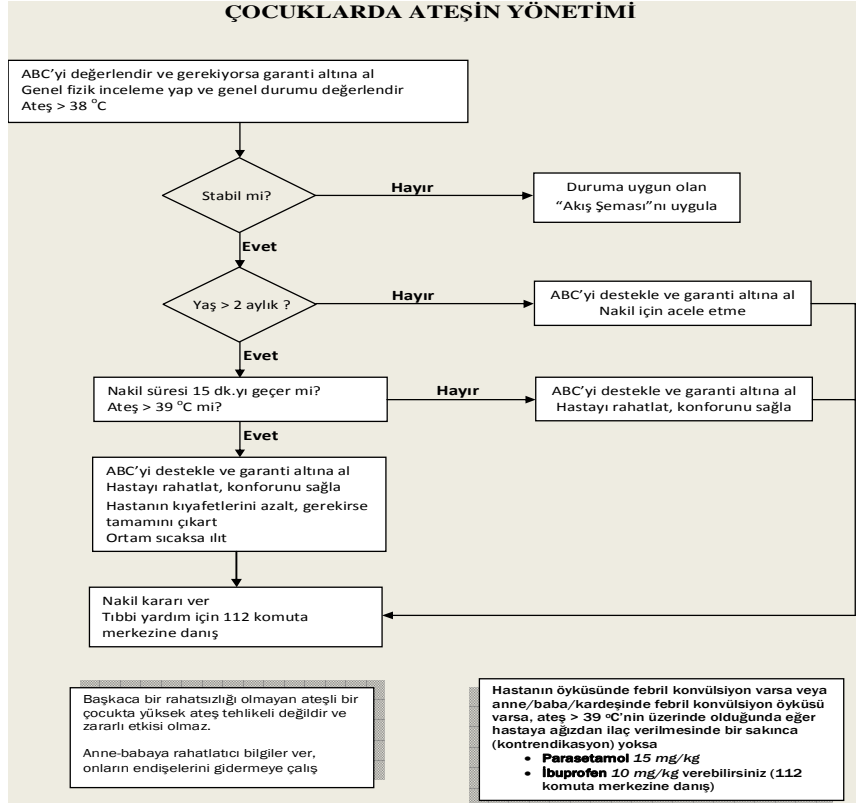 ÇOCUKLARDA ATEŞİN YÖNETİMİ
ABC'yi değerlendir ve gerekiyorsa garanti altına al
Genel fizik inceleme yap ve genel durumu değerlendir
Ateş > 38 °C
Stabil mi?
Hayır
Duruma uygun olan
"Akış Şeması"nı uygula
Evet
Yaş > 2 aylık ?
Hayır
ABC'yi destekle ve garanti altına al
Nakil için acele etme
Evet
Nakil süresi 15 dk.yı geçer mi?
Ateş > 39 °C mi?
Hayır
ABC'yi destekle ve garanti altına al
Hastayı rahatlat, konforunu sağla
Evet
ABC'yi destekle ve garanti altına al
Hastayı rahatlat, konforunu sağla
Hastanın kıyafetlerini azalt, gerekirse
tamamını çıkart
Ortam sıcaksa ılıt
Nakil kararı ver
Tıbbi yardım için 112 komuta
merkezine danış
Başkaca bir rahatsızlığı olmayan ateşli bir
çocukta yüksek ateş tehlikeli değildir ve
zararlı etkisi olmaz.
Anne-babaya rahatlatıcı bilgiler ver,
onların endişelerini gidermeye çalış
Hastanın öyküsünde febril konvülsiyon varsa veya
anne/baba/kardeşinde febril konvülsiyon öyküsü
varsa, ateş > 39 °C'nin üzerinde olduğunda eğer
hastaya ağızdan ilaç verilmesinde bir sakınca
(kontrendikasyon) yoksa
• Parasetamol 15 mg/kg
• İbuprofen 10 mg/kg verebilirsiniz (112
komuta merkezine danış)